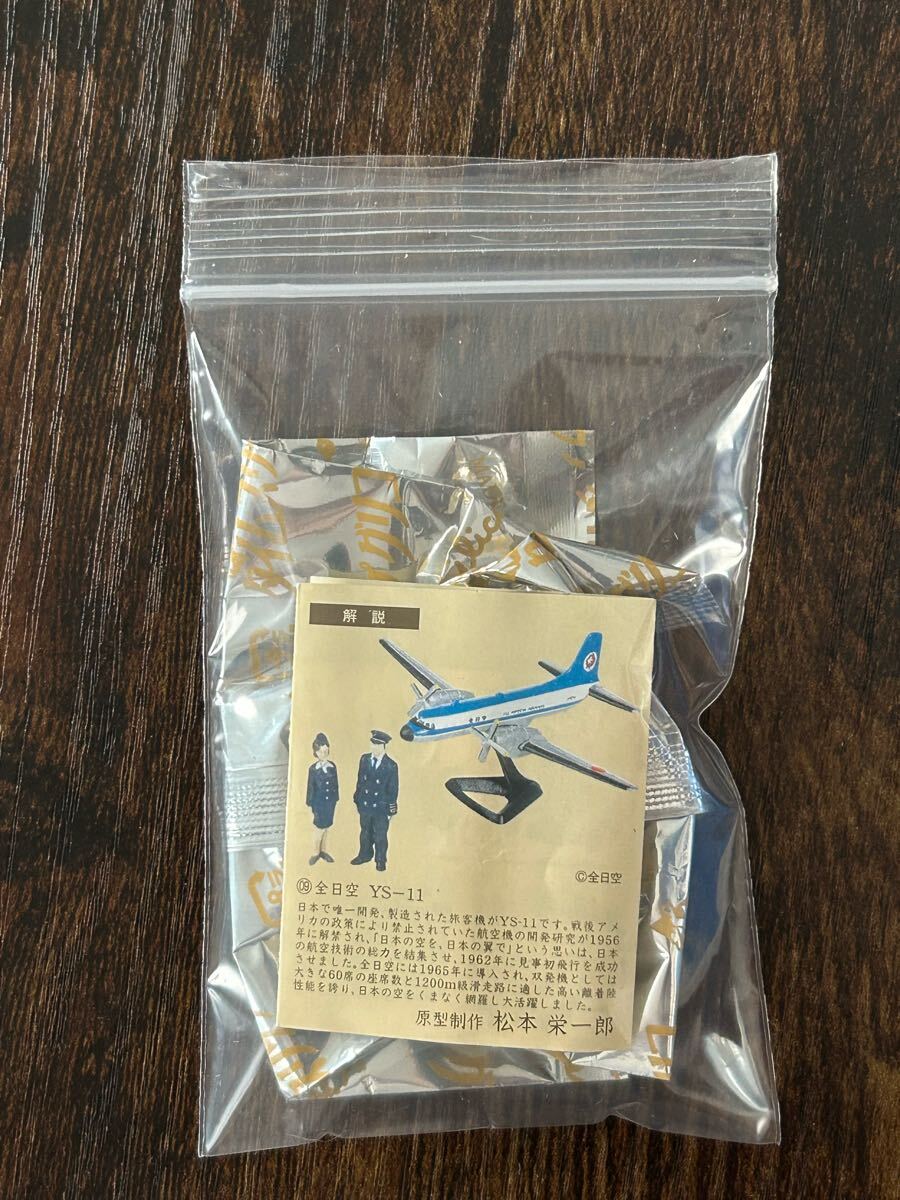 グリコ
解 説
全日空
©全日空
09 全日空 YS-11
日本で唯一開発、製造された旅客機がYS-11です。戦後アメ
リカの政策により禁止されていた航空機の開発研究が1956
年に解禁され、「日本の空を、日本の翼で」という思いは、日本
の航空技術の総力を結集させ、1962年に見事初飛行を成功
させました。全日空には1965年に導入され、双発機としては
大きな60席の座席数と1200m級滑走路に適した高い離着陸
性能を誇り、日本の空をくまなく網羅し大活躍しました。
原型制作 松本 栄一郎